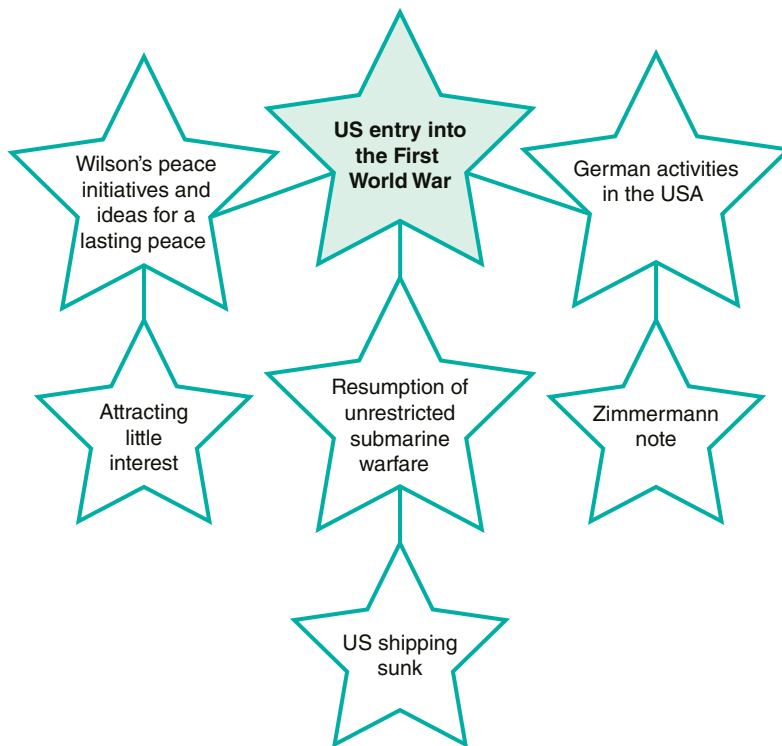 US entry into
the First
World War
Wilson's peace
initiatives and
ideas for a
lasting peace
German activities
in the USA
Attracting
little
interest
Resumption of
unrestricted
submarine
warfare
Zimmermann
note
US shipping
sunk